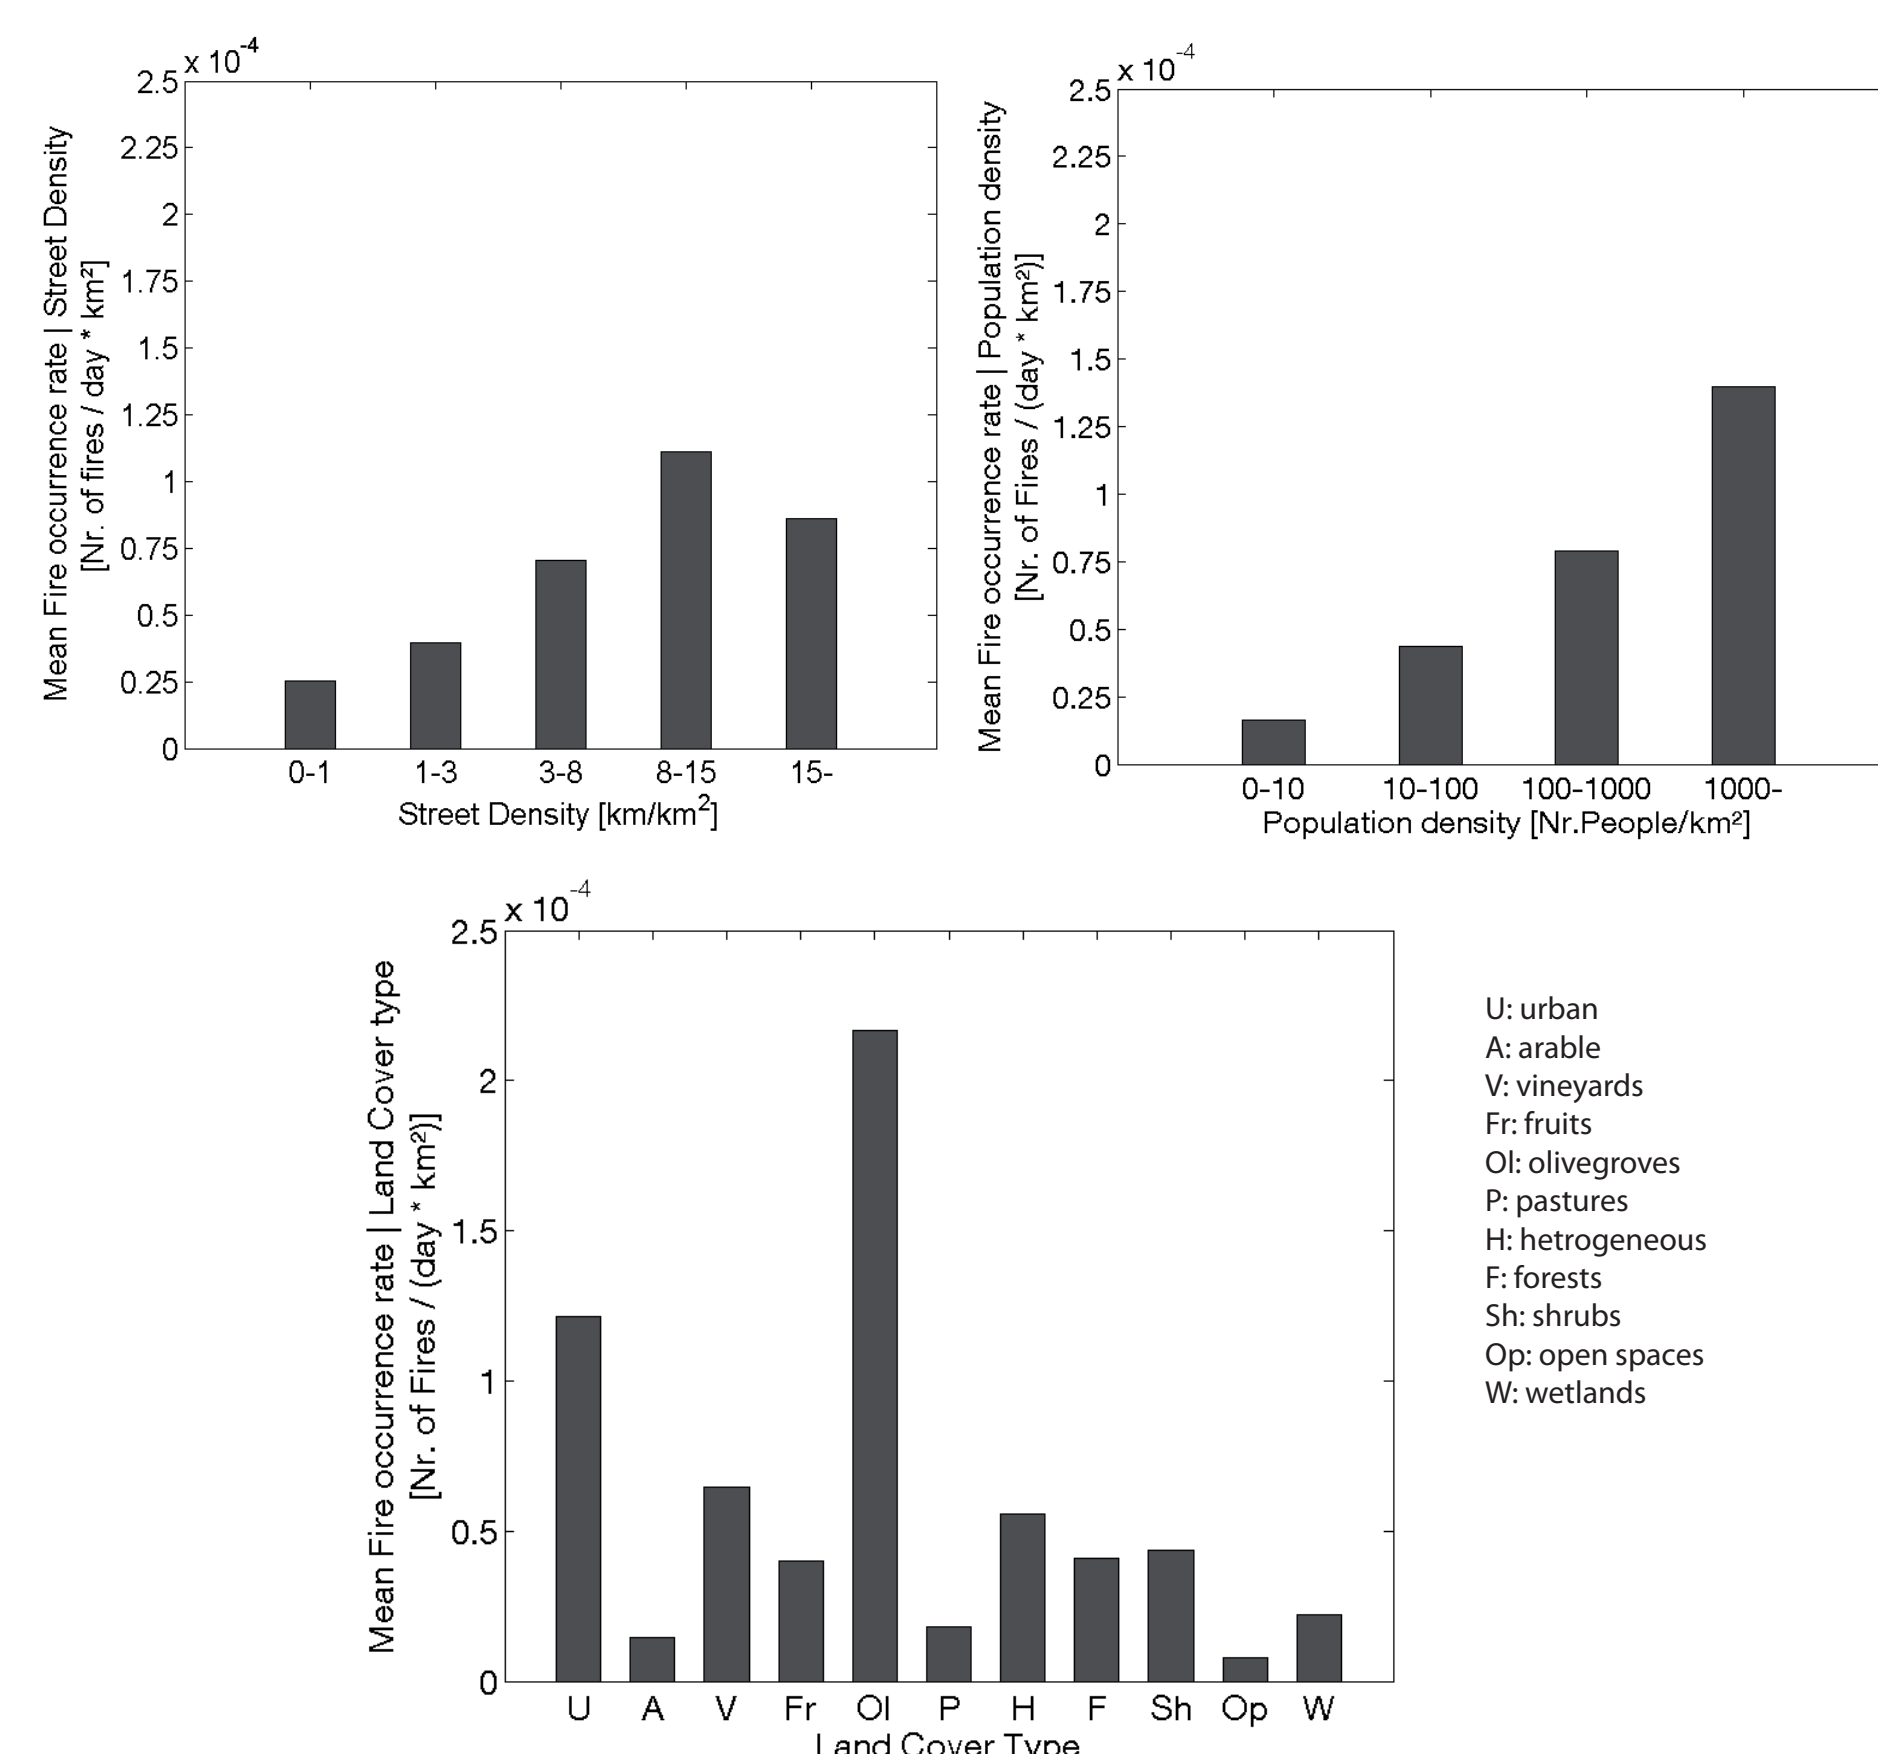 x 10-4
2.5
2.25
2
1.75
1.5
1.25
1
0.75
0.5
0.25
0
Mean Fire occurrence rate | Street Density
[Nr. of fires / day * km²]
0-1 1-3 3-8 8-15 15-
Street Density [km/km2]
x 10-4
2.5
2.25
2
1.75
1.5
1.25
1
0.75
0.5
0.25
0
Mean Fire occurrence rate | Population density
[Nr. of Fires / (day * km²)]
0-10 10-100 100-1000 1000-
Population density [Nr.People/km²]
x 10-4
2.5
2
1.5
1
0.5
0
Mean Fire occurrence rate | Land Cover type
[Nr. of Fires / (day * km²)]
U A V Fr Ol P H F Sh Op W
Land Cover Type
U: urban
A: arable
V: vineyards
Fr: fruits
Ol: olivegroves
P: pastures
H: hetrogeneous
F: forests
Sh: shrubs
Op: open spaces
W: wetlands